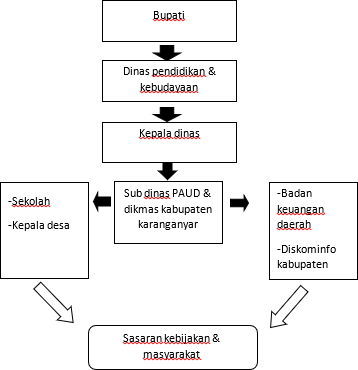 Bupati
Dinas pendidikan &
kebudayaan
Kepala dinas
Sub dinas PAUD &
dikmas kabupaten
karanganyar
-Sekolah
-Kepala desa
-Badan
keuangan
daerah
-Diskominfo
kabupaten
Sasaran kebijakan &
masyarakat